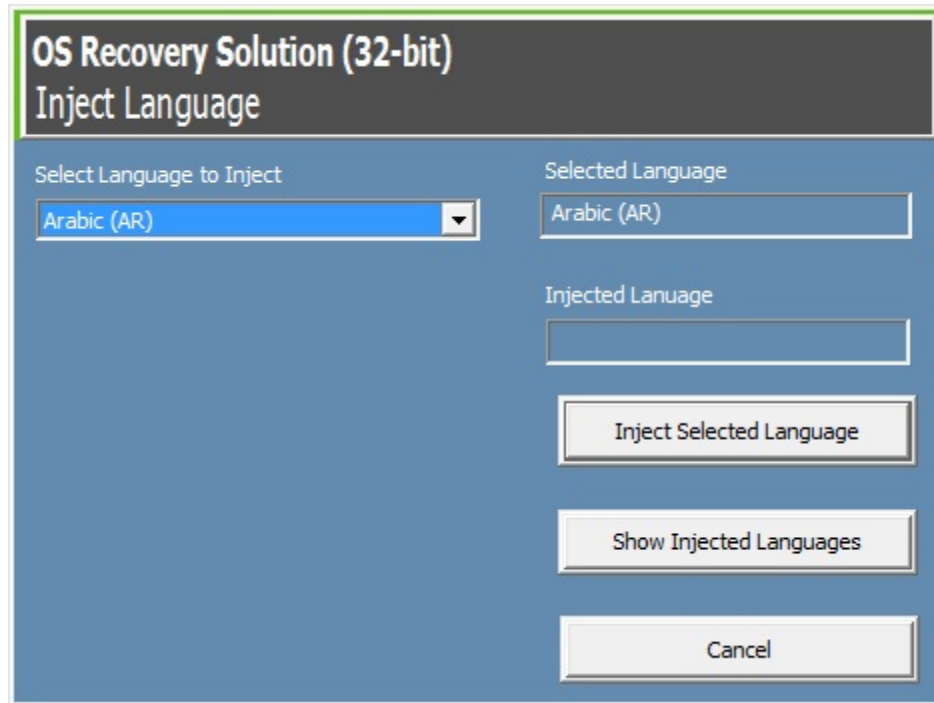 OS Recovery Solution (32-bit)
Inject Language
Select Language to Inject
Arabic (AR)
Selected Language
Arabic (AR)
Injected Lanuage
Inject Selected Language
Show Injected Languages
Cancel